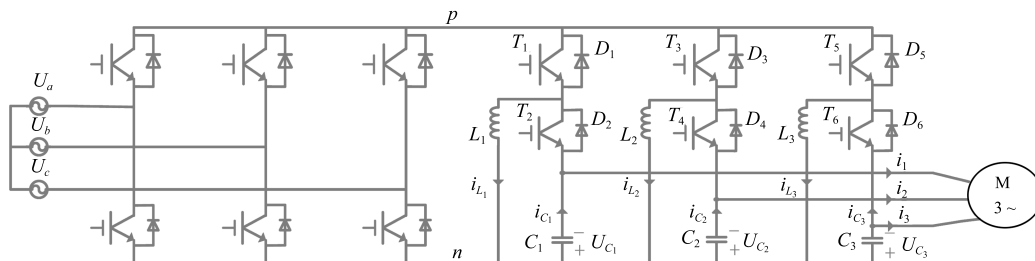 p
T1 D1 T3 D3 T5 D5
Ua
T2 D2 T4 D4 T6 D6
Ub L1 L2 L3
Uc
i1
iL1 iL2 iL3 i2 M
iC1 iC2 iC3 i3 3 ~
− − −
n C1 UC1 C2 UC2 C3 UC3
+ + +